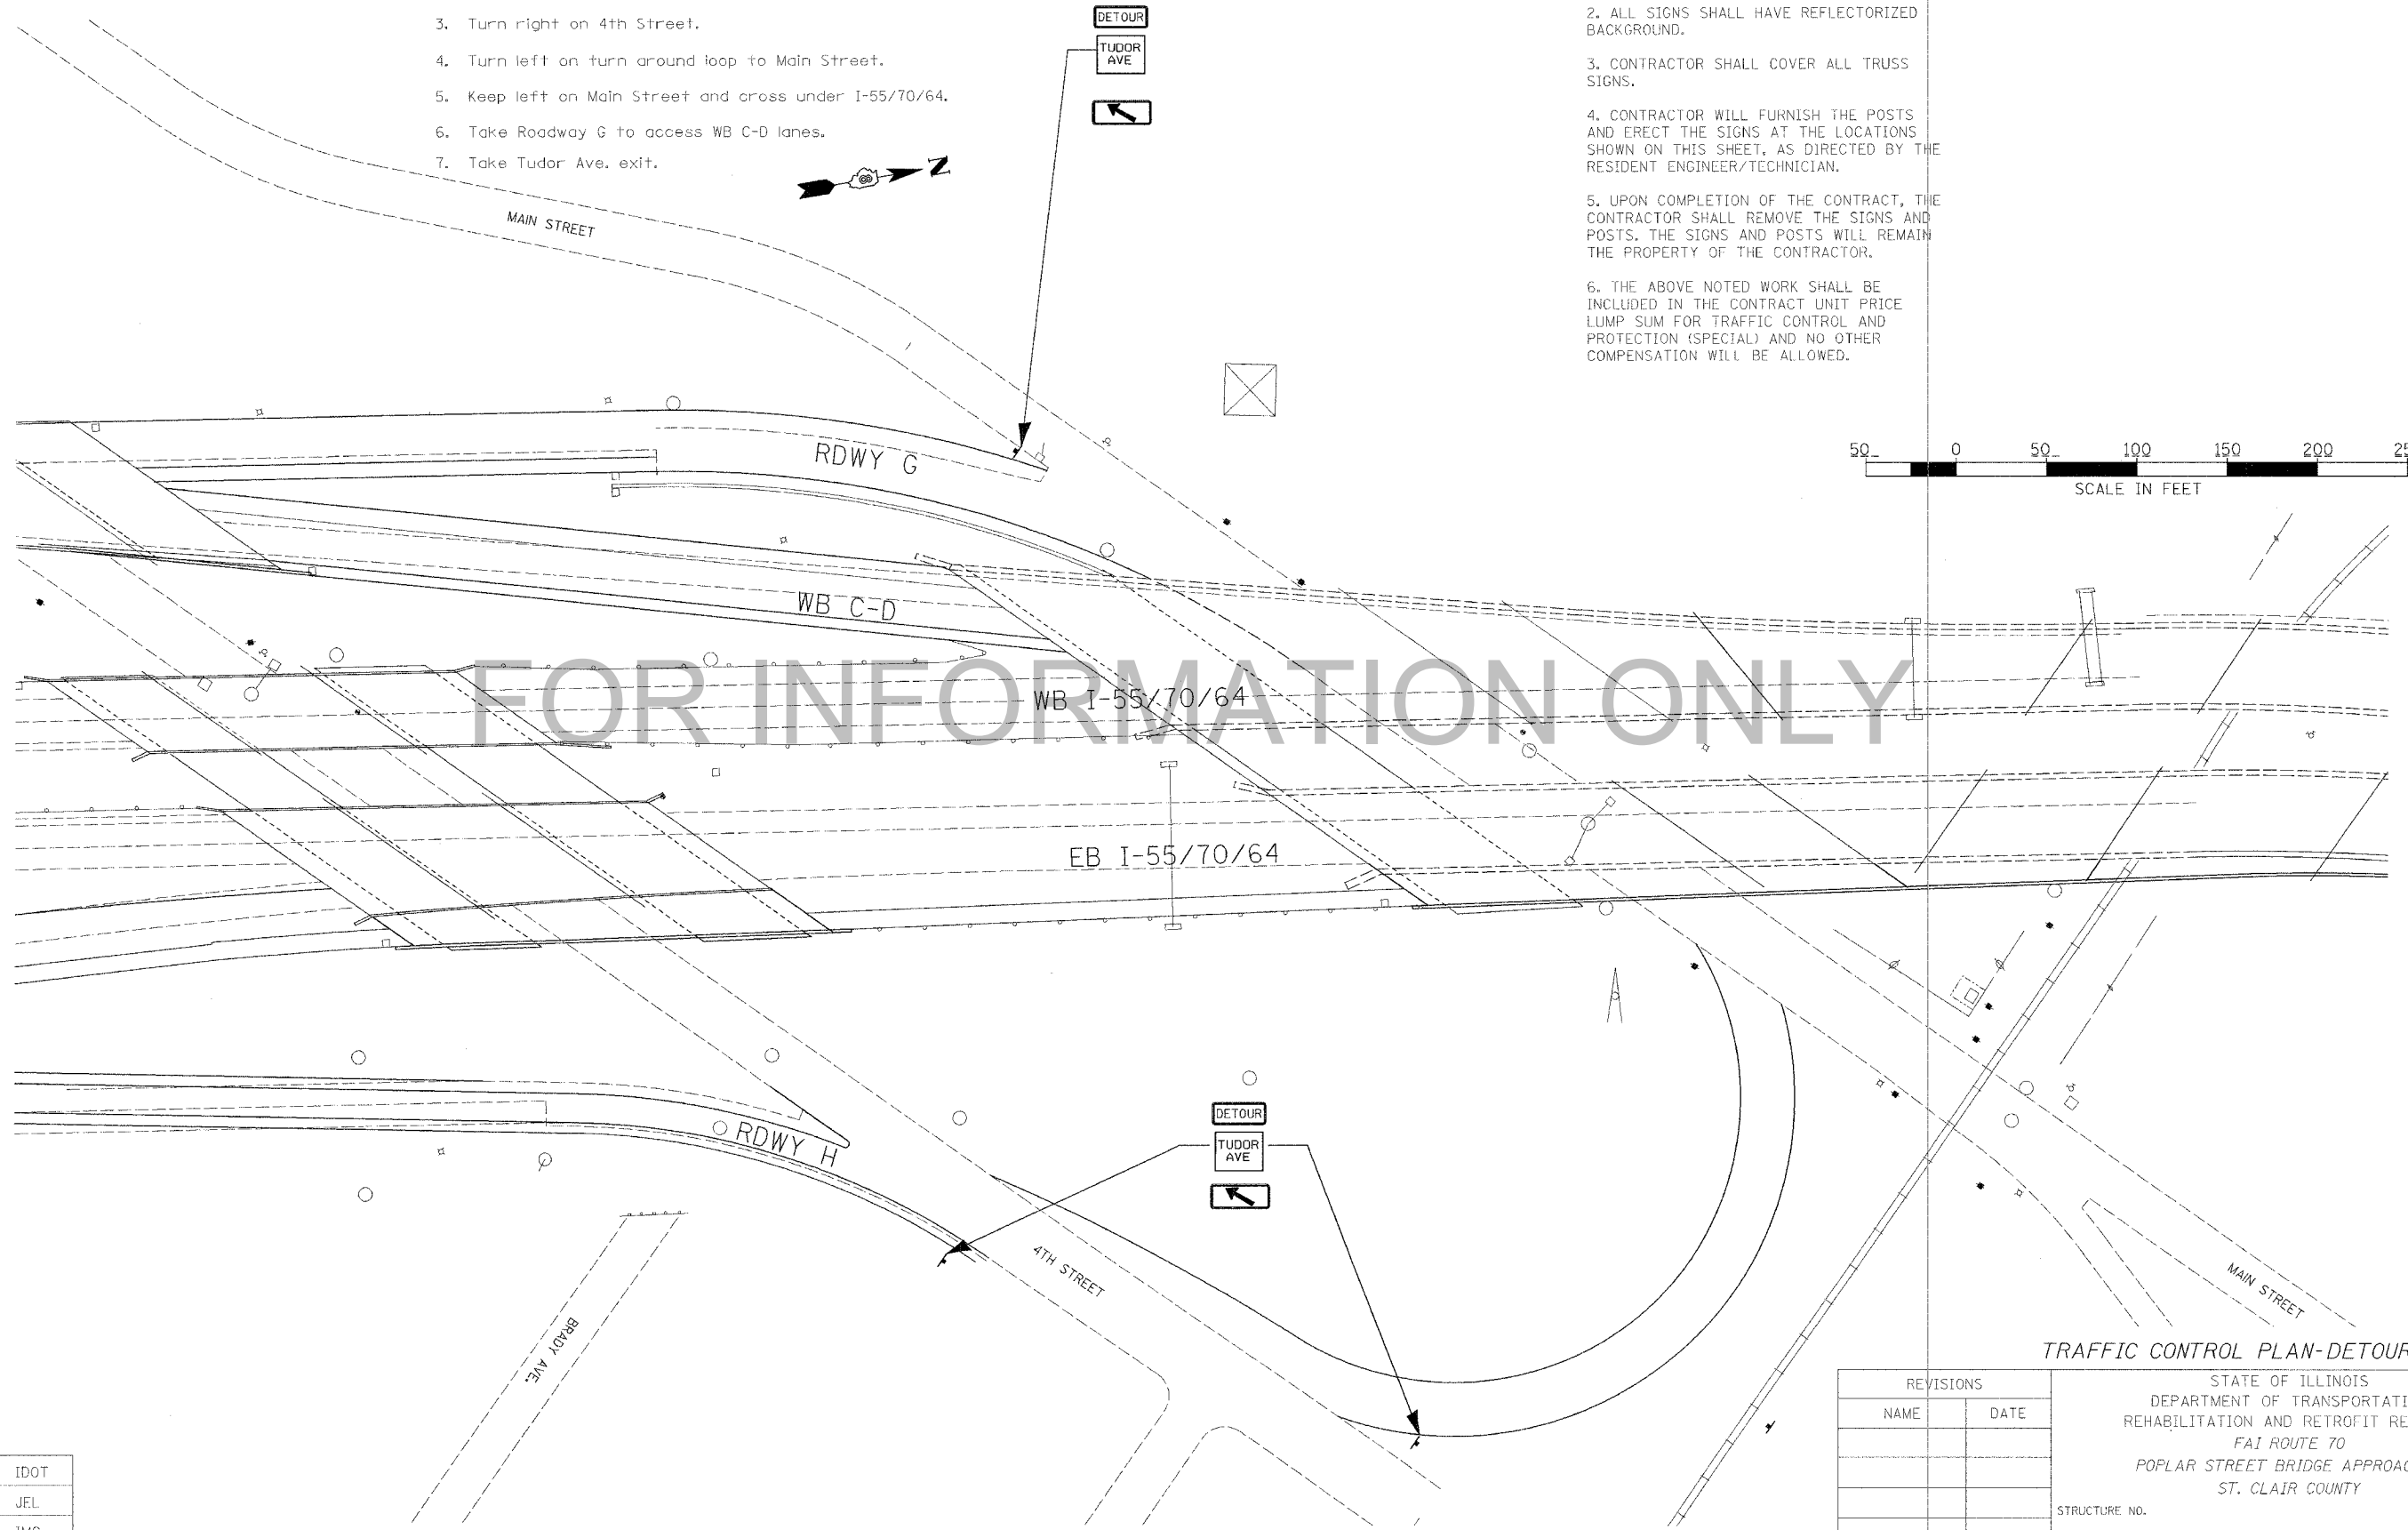 3. Turn right on 4th Street.
4. Turn left on turn around loop to Main Street.
5. Keep left on Main Street and cross under I-55/70/64.
6. Take Roadway G to access WB C-D lanes.
7. Take Tudor Ave. exit.
N
DETOUR
TUDOR
AVE
2. ALL SIGNS SHALL HAVE REFLECTORIZED
BACKGROUND.
3. CONTRACTOR SHALL COVER ALL TRUSS
SIGNS.
4. CONTRACTOR WILL FURNISH THE POSTS
AND ERECT THE SIGNS AT THE LOCATIONS
SHOWN ON THIS SHEET, AS DIRECTED BY THE
RESIDENT ENGINEER/TECHNICIAN.
5. UPON COMPLETION OF THE CONTRACT, THE
CONTRACTOR SHALL REMOVE THE SIGNS AND
POSTS. THE SIGNS AND POSTS WILL REMAIN
THE PROPERTY OF THE CONTRACTOR.
6. THE ABOVE NOTED WORK SHALL BE
INCLUDED IN THE CONTRACT UNIT PRICE
LUMP SUM FOR TRAFFIC CONTROL AND
PROTECTION (SPECIAL) AND NO OTHER
COMPENSATION WILL BE ALLOWED.
MAIN STREET
RDWY G
50 0 50 100 150 200
SCALE IN FEET
WB C-D
FOR INFORMATION ONLY
WB I-55/70/64
EB I-55/70/64
RDWY H
DETOUR
TUDOR
AVE
4TH STREET
BRADY AVE.
MAIN STREET
TRAFFIC CONTROL PLAN-DETOUR
REVISIONS
NAME DATE
STATE OF ILLINOIS
DEPARTMENT OF TRANSPORTATI
REHABILITATION AND RETROFIT RE
FAI ROUTE 70
POPLAR STREET BRIDGE APPROA
ST. CLAIR COUNTY
STRUCTURE NO.
IDOT
JEL